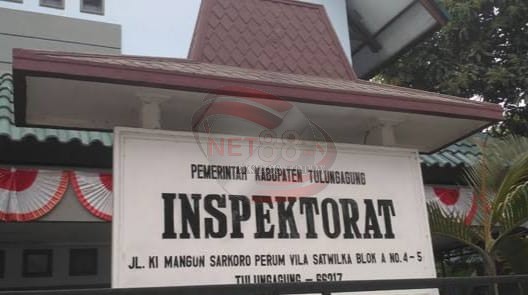 PEMERINTAH KABUPATEN TULUNGAGUNG
INSPEKTORAT
JL. KI MANGUN SARKORO PERUM VILA SATWILKA BLOK A NO. 4 - 5
TULUNGAGUNG - 66217
NET88